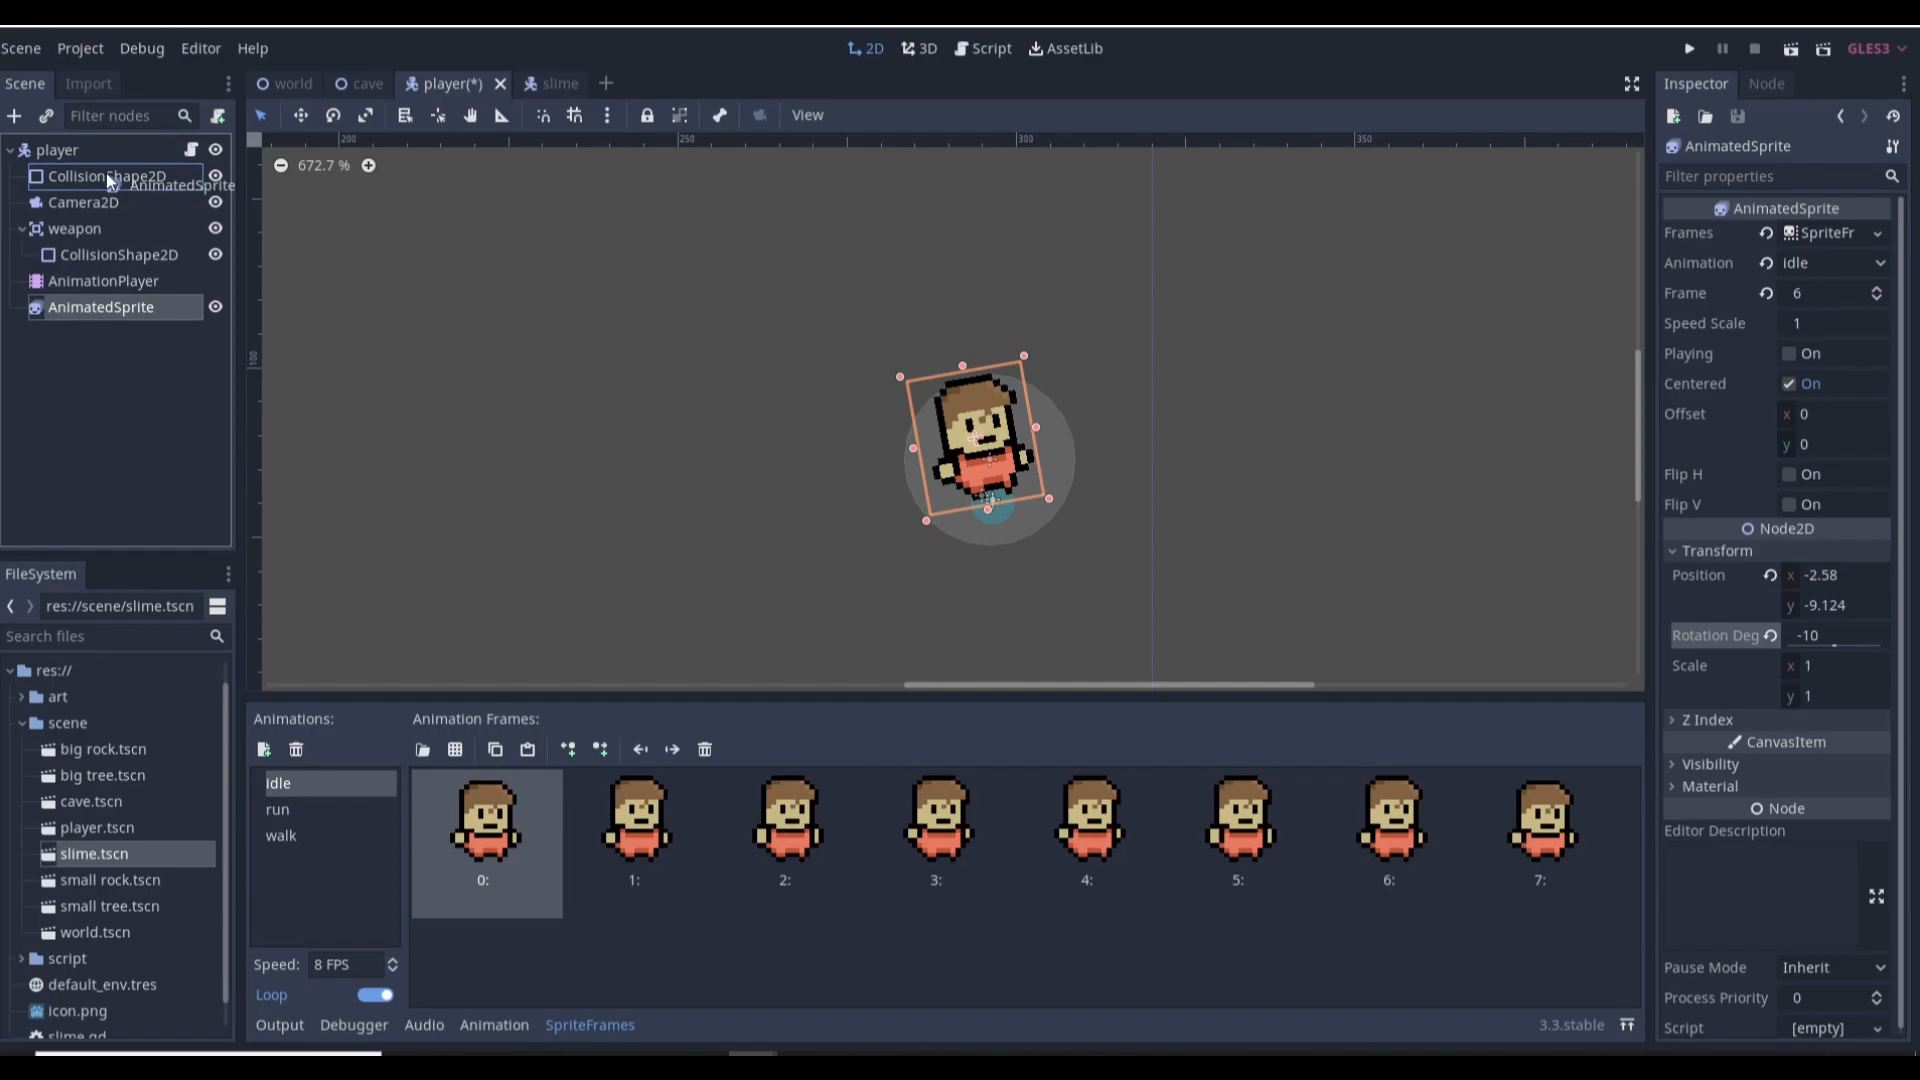 Scene Project Debug Editor Help
2D 3D Script AssetLib
GLES3
Scene Import
world cave player(*) slime
Inspector Node
Filter nodes
View
200 250 300 350
player
CollisionShape2D
AnimatedSprite
Camera2D
weapon
CollisionShape2D
AnimationPlayer
AnimatedSprite
672.7 %
100
FileSystem
res://scene/slime.tscn
Search files
res://
art
scene
big rock.tscn
big tree.tscn
cave.tscn
player.tscn
slime.tscn
small rock.tscn
small tree.tscn
world.tscn
script
default_env.tres
icon.png
slime.gd
Animations: Animation Frames:
idle
run
walk
0: 1: 2: 3: 4: 5: 6: 7:
Speed: 8 FPS
Loop
Output Debugger Audio Animation SpriteFrames
3.3.stable
AnimatedSprite
Filter properties
AnimatedSprite
Frames SpriteFr
Animation idle
Frame 6
Speed Scale 1
Playing On
Centered On
Offset x 0
y 0
Flip H On
Flip V On
Node2D
Transform
Position x -2.58
y -9.124
Rotation Deg -10
Scale x 1
y 1
Z Index
CanvasItem
Visibility
Material
Node
Editor Description
Pause Mode Inherit
Process Priority 0
Script [empty]